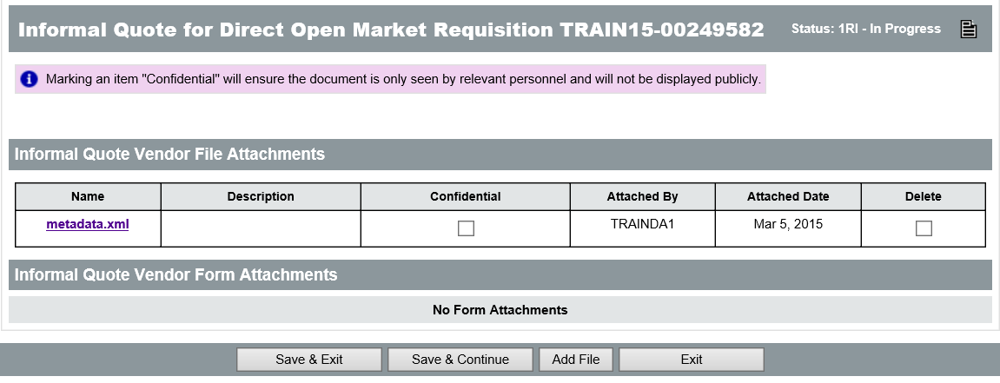 Informal Quote for Direct Open Market Requisition TRAIN15-00249582 Status: 1RI - In Progress
Marking an item "Confidential" will ensure the document is only seen by relevant personnel and will not be displayed publicly.
Informal Quote Vendor File Attachments
Name Description Confidential Attached By Attached Date Delete
metadata.xml TRAINDA1 Mar 5, 2015
Informal Quote Vendor Form Attachments
No Form Attachments
Save & Exit Save & Continue Add File Exit